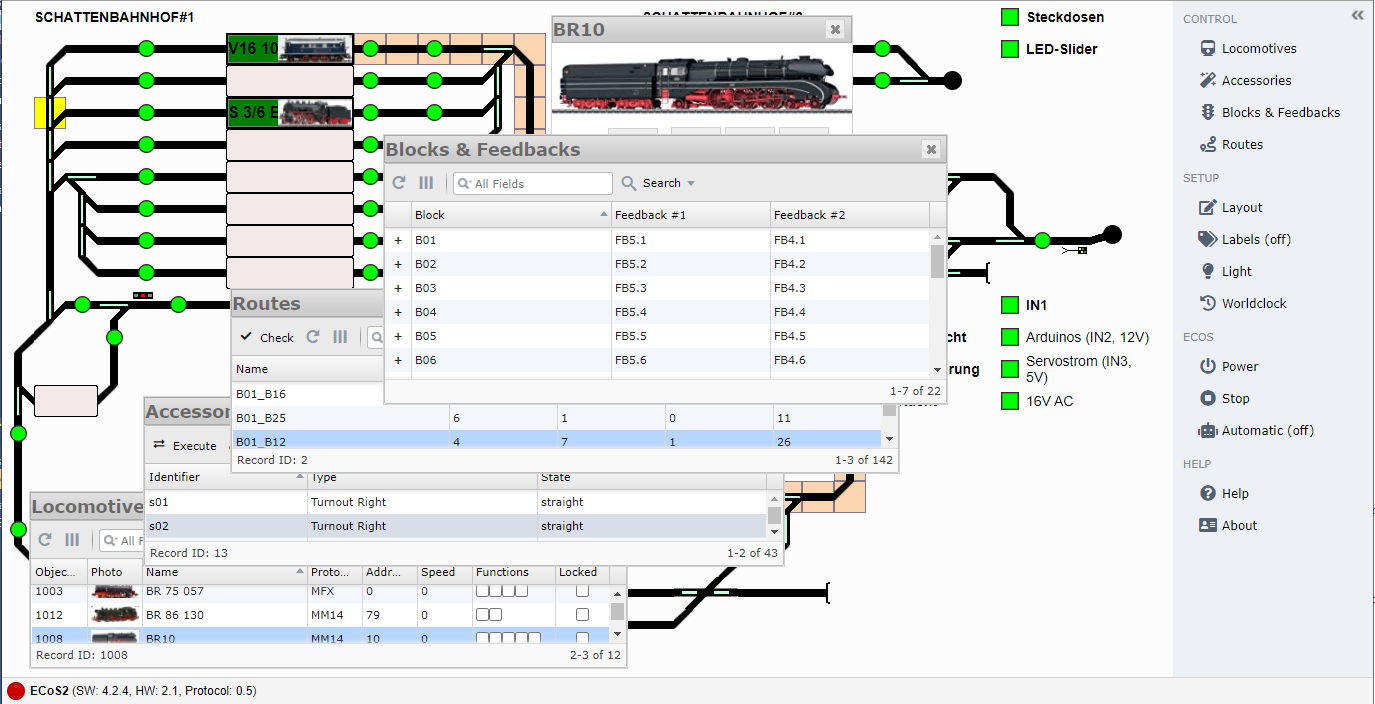 SCHATTENBAHNHOF#1
V16 10
S 3/6 E
BR10
Steckdosen
LED-Slider
IN1
Arduinos (IN2, 12V)
Servostrom (IN3,
5V)
16V AC
Blocks & Feedbacks
All Fields
Search
Block Feedback #1 Feedback #2
+ B01 FB5.1 FB4.1
+ B02 FB5.2 FB4.2
+ B03 FB5.3 FB4.3
+ B04 FB5.4 FB4.4
+ B05 FB5.5 FB4.5
+ B06 FB5.6 FB4.6
1-7 of 22
Routes
Check
Name
B01_B16
B01_B25 6 1 0 11
B01_B12 4 7 1 26
Record ID: 2 1-3 of 142
Accessor
Execute
Identifier Type State
s01 Turnout Right straight
s02 Turnout Right straight
Record ID: 13 1-2 of 43
Locomotive
All F
Objec... Photo Name Proto... Addr... Speed Functions Locked
1003 BR 75 057 MFX 0 0
1012 BR 86 130 MM14 79 0
1008 BR10 MM14 10 0
Record ID: 1008 2-3 of 12
CONTROL
Locomotives
Accessories
Blocks & Feedbacks
Routes
SETUP
Layout
Labels (off)
Light
Worldclock
ECOS
Power
Stop
Automatic (off)
HELP
Help
About
ECoS2 (SW: 4.2.4, HW: 2.1, Protocol: 0.5)